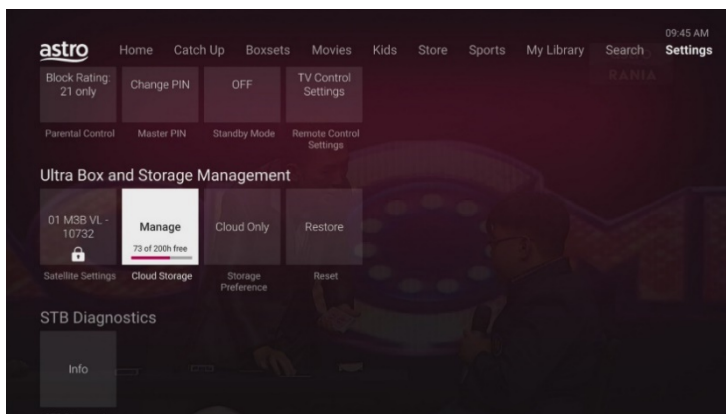 09:45 AM
astro Home Catch Up Boxsets Movies Kids Store Sports My Library Search Settings
RANIA
Block Rating:
21 only
Change PIN
OFF
TV Control
Settings
Parental Control
Master PIN
Standby Mode
Remote Control
Settings
Ultra Box and Storage Management
01 M3B VL -
10732
Manage
73 of 200h free
Cloud Only
Restore
Satellite Settings
Cloud Storage
Storage
Preference
Reset
STB Diagnostics
Info